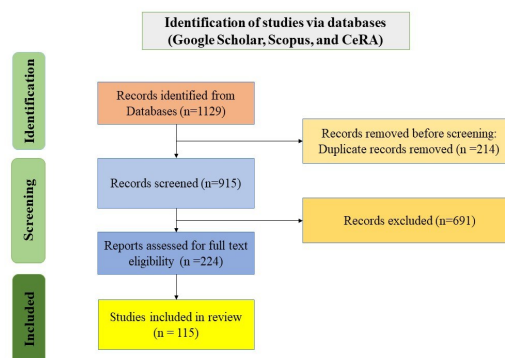 Identification of studies via databases
(Google Scholar, Scopus, and CeRA)
Identification
Records identified from
Databases (n=1129)
Records removed before screening:
Duplicate records removed (n =214)
Screening
Records screened (n=915)
Records excluded (n=691)
Reports assessed for full text
eligibility (n =224)
Included
Studies included in review
(n = 115)